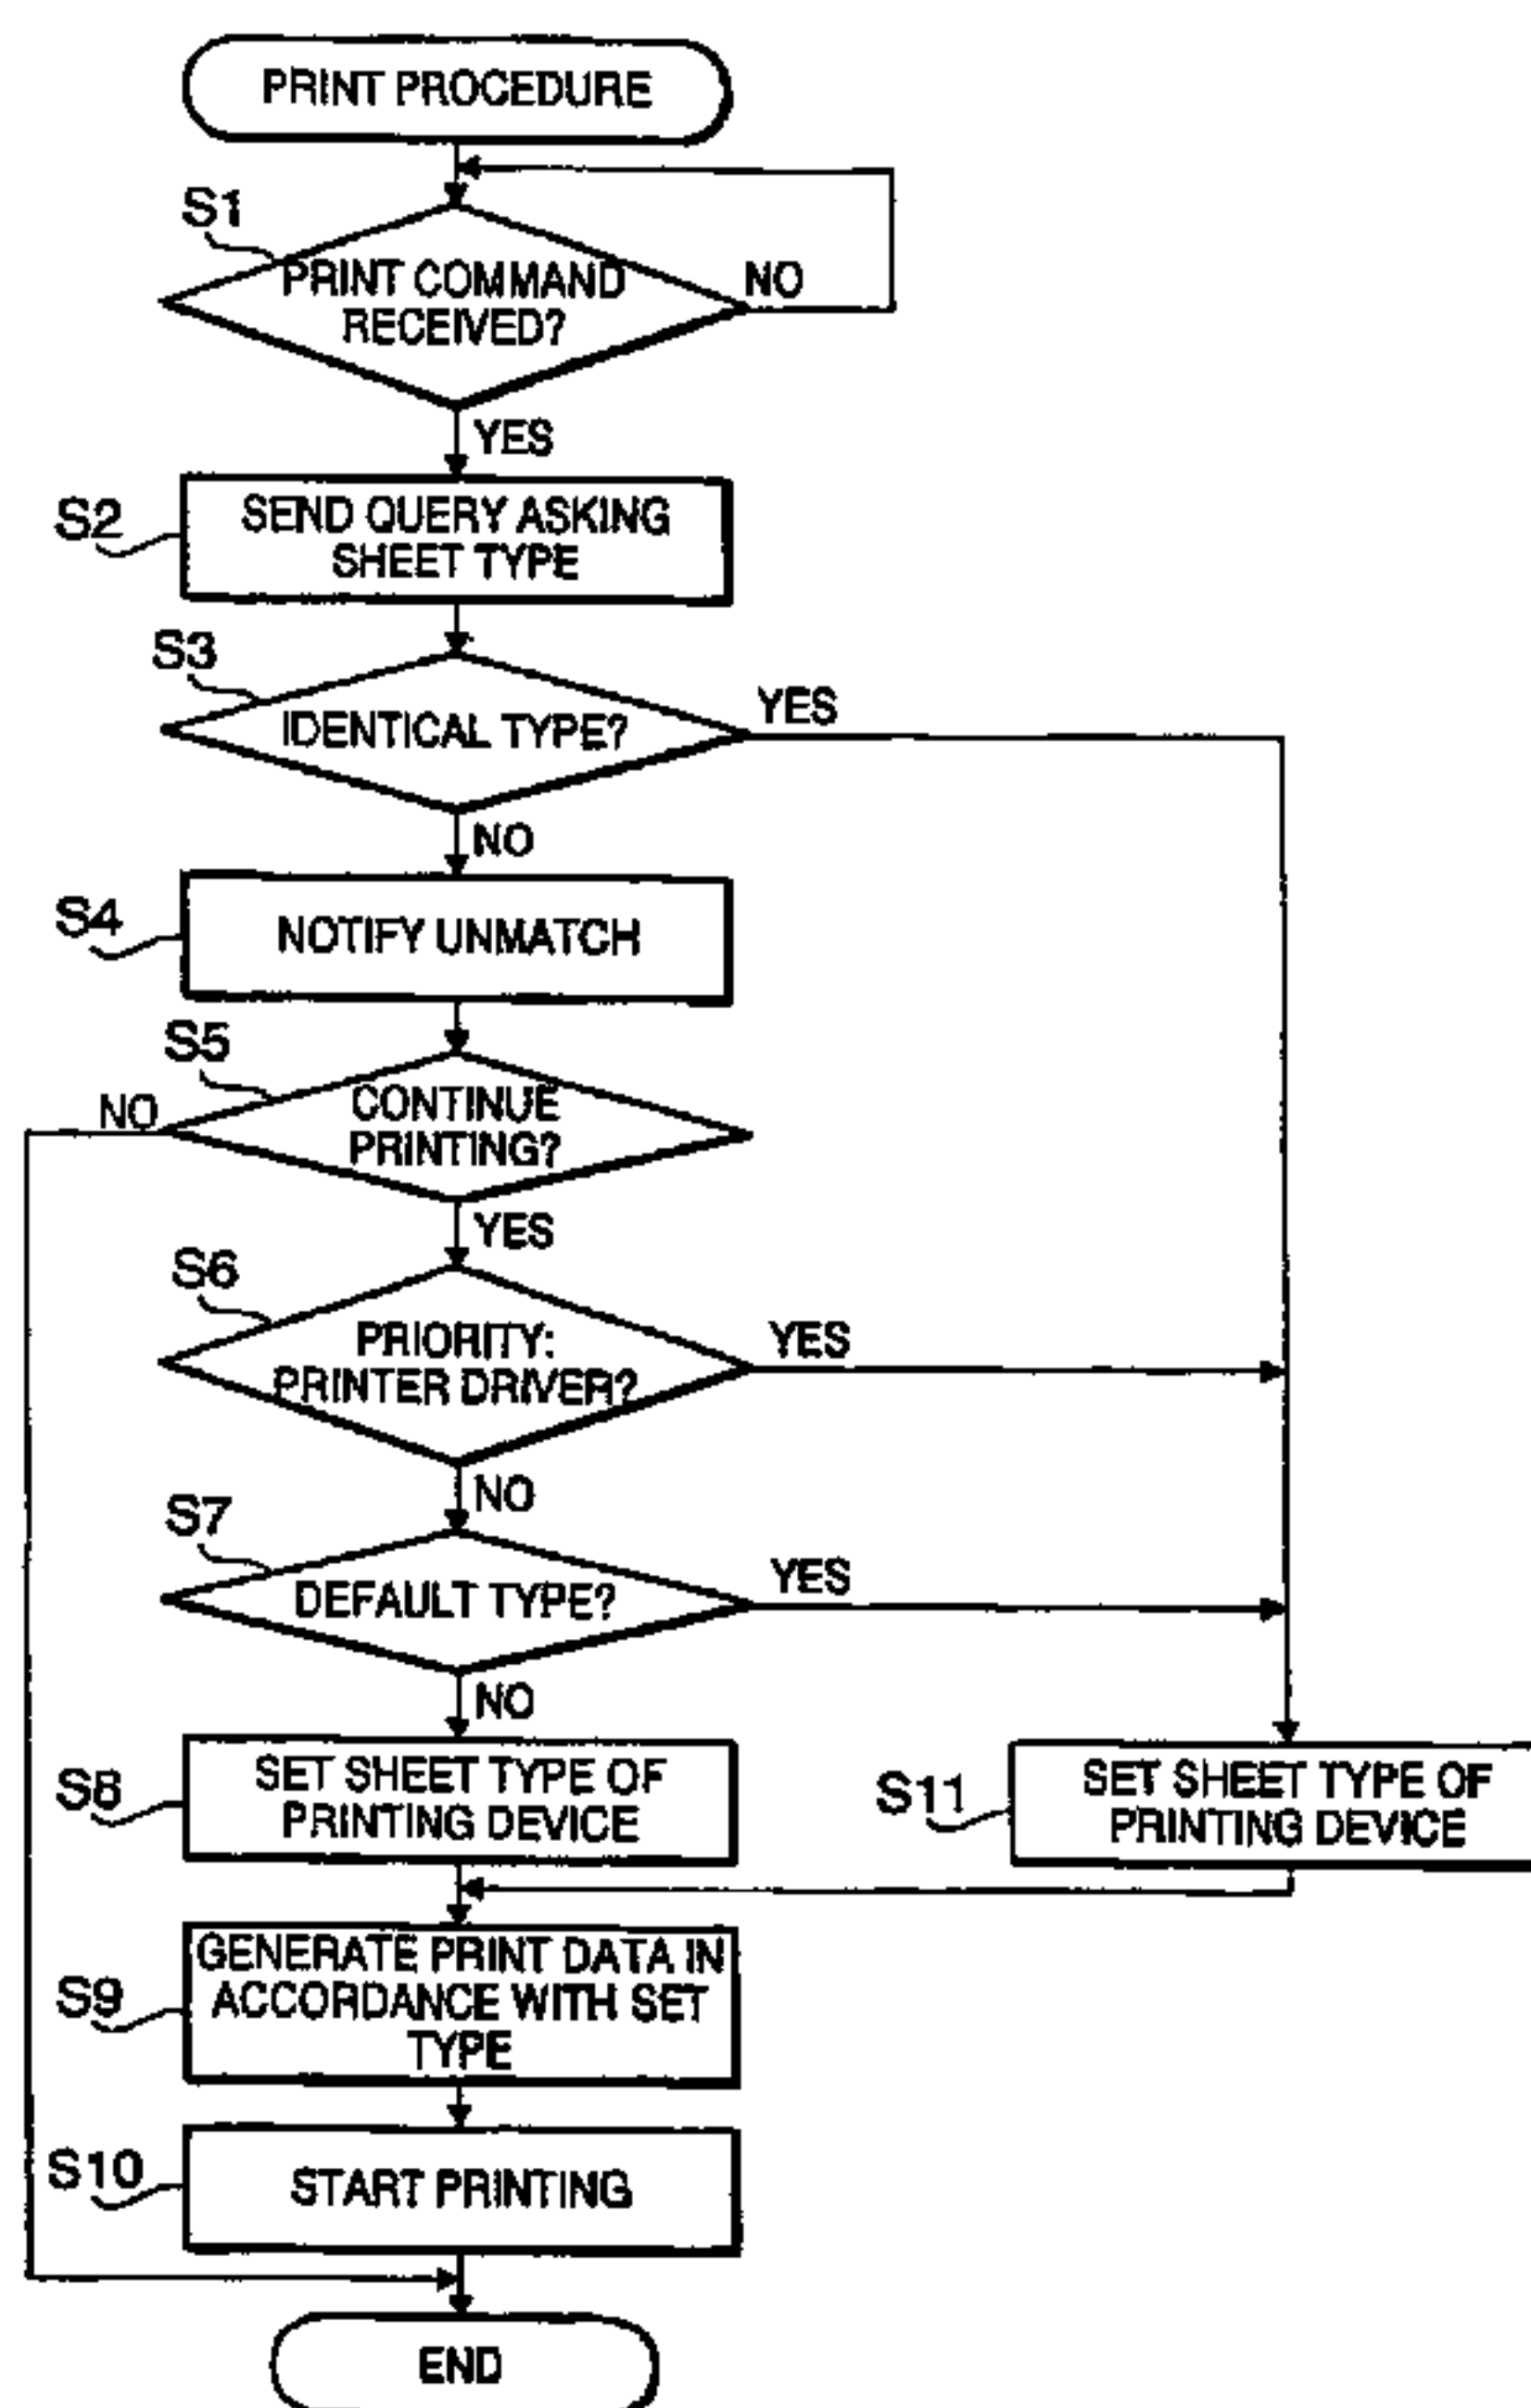 PRINT PROCEDURE
S1
PRINT COMMAND
RECEIVED?
NO
YES
S2
SEND QUERY ASKING
SHEET TYPE
S3
IDENTICAL TYPE?
YES
NO
S4
NOTIFY UNMATCH
S5
NO
CONTINUE
PRINTING?
YES
S6
PRIORITY:
PRINTER DRIVER?
YES
NO
S7
DEFAULT TYPE?
YES
NO
S8
SET SHEET TYPE OF
PRINTING DEVICE
S11
SET SHEET TYPE OF
PRINTING DEVICE
S9
GENERATE PRINT DATA IN
ACCORDANCE WITH SET
TYPE
S10
START PRINTING
END